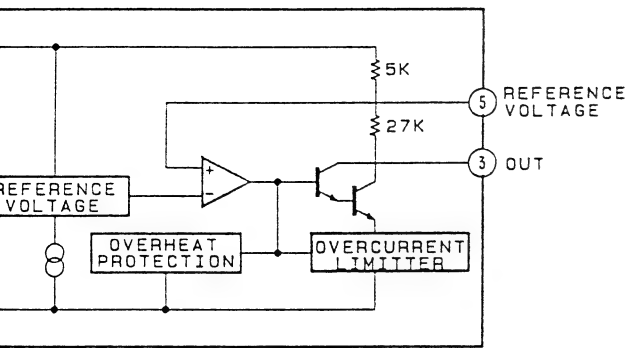 5K
5
REFERENCE
VOLTAGE
27K
3
OUT
+
-
REFERENCE
VOLTAGE
OVERHEAT
PROTECTION
OVERCURRENT
LIMITTER